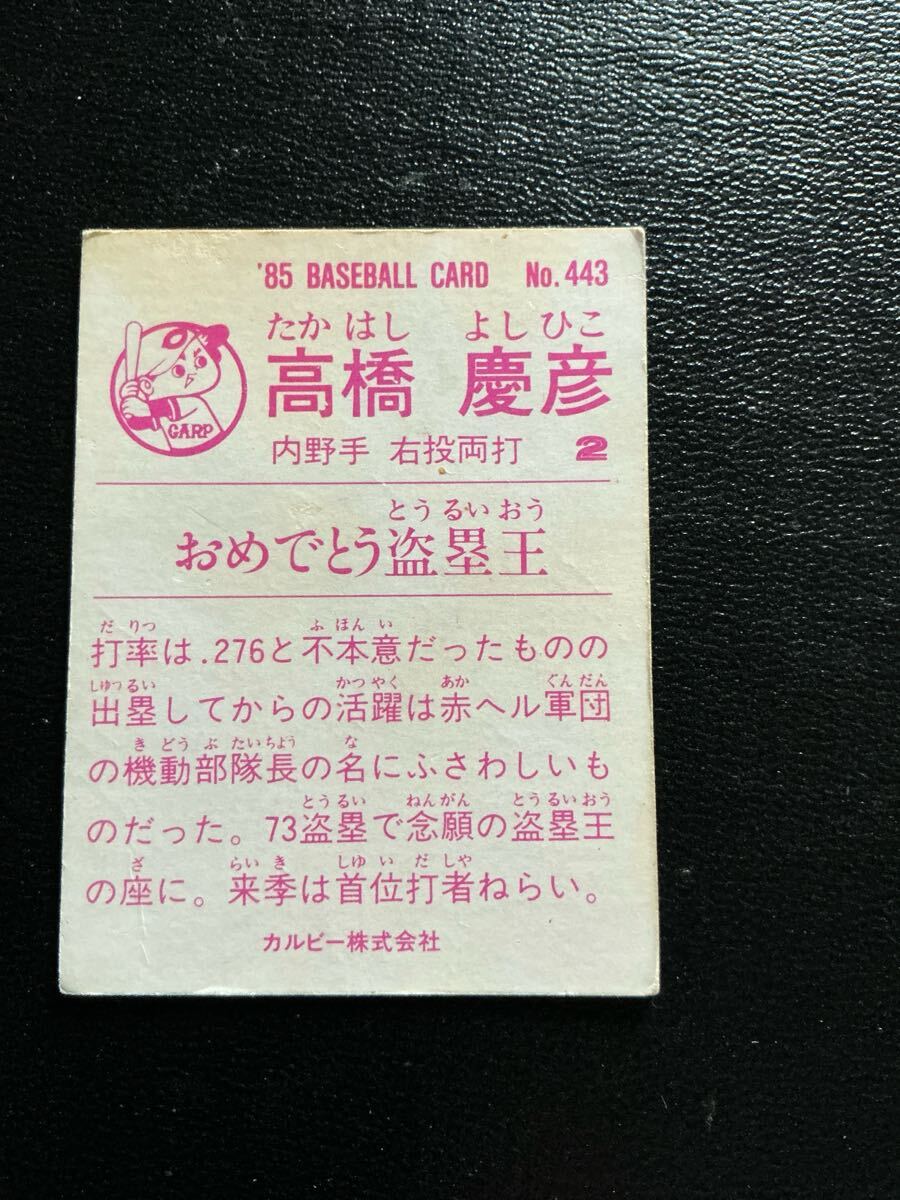 '85 BASEBALL CARD No.443
たかはし よしひこ
高橋 慶彦
CARP
内野手 右投両打 2
とうるいおう
おめでとう盗塁王
だりつ ふほんい
打率は.276と不本意だったものの
しゅつるい かつやく あか ぐんだん
出塁してからの活躍は赤ヘル軍団
きどうぶたいちょう な
の機動部隊長の名にふさわしいも
とうるい ねんがん とうるいおう
のだった。73盗塁で念願の盗塁王
ざ らいき しゆいだしや
の座に。来季は首位打者ねらい。
カルビー株式会社